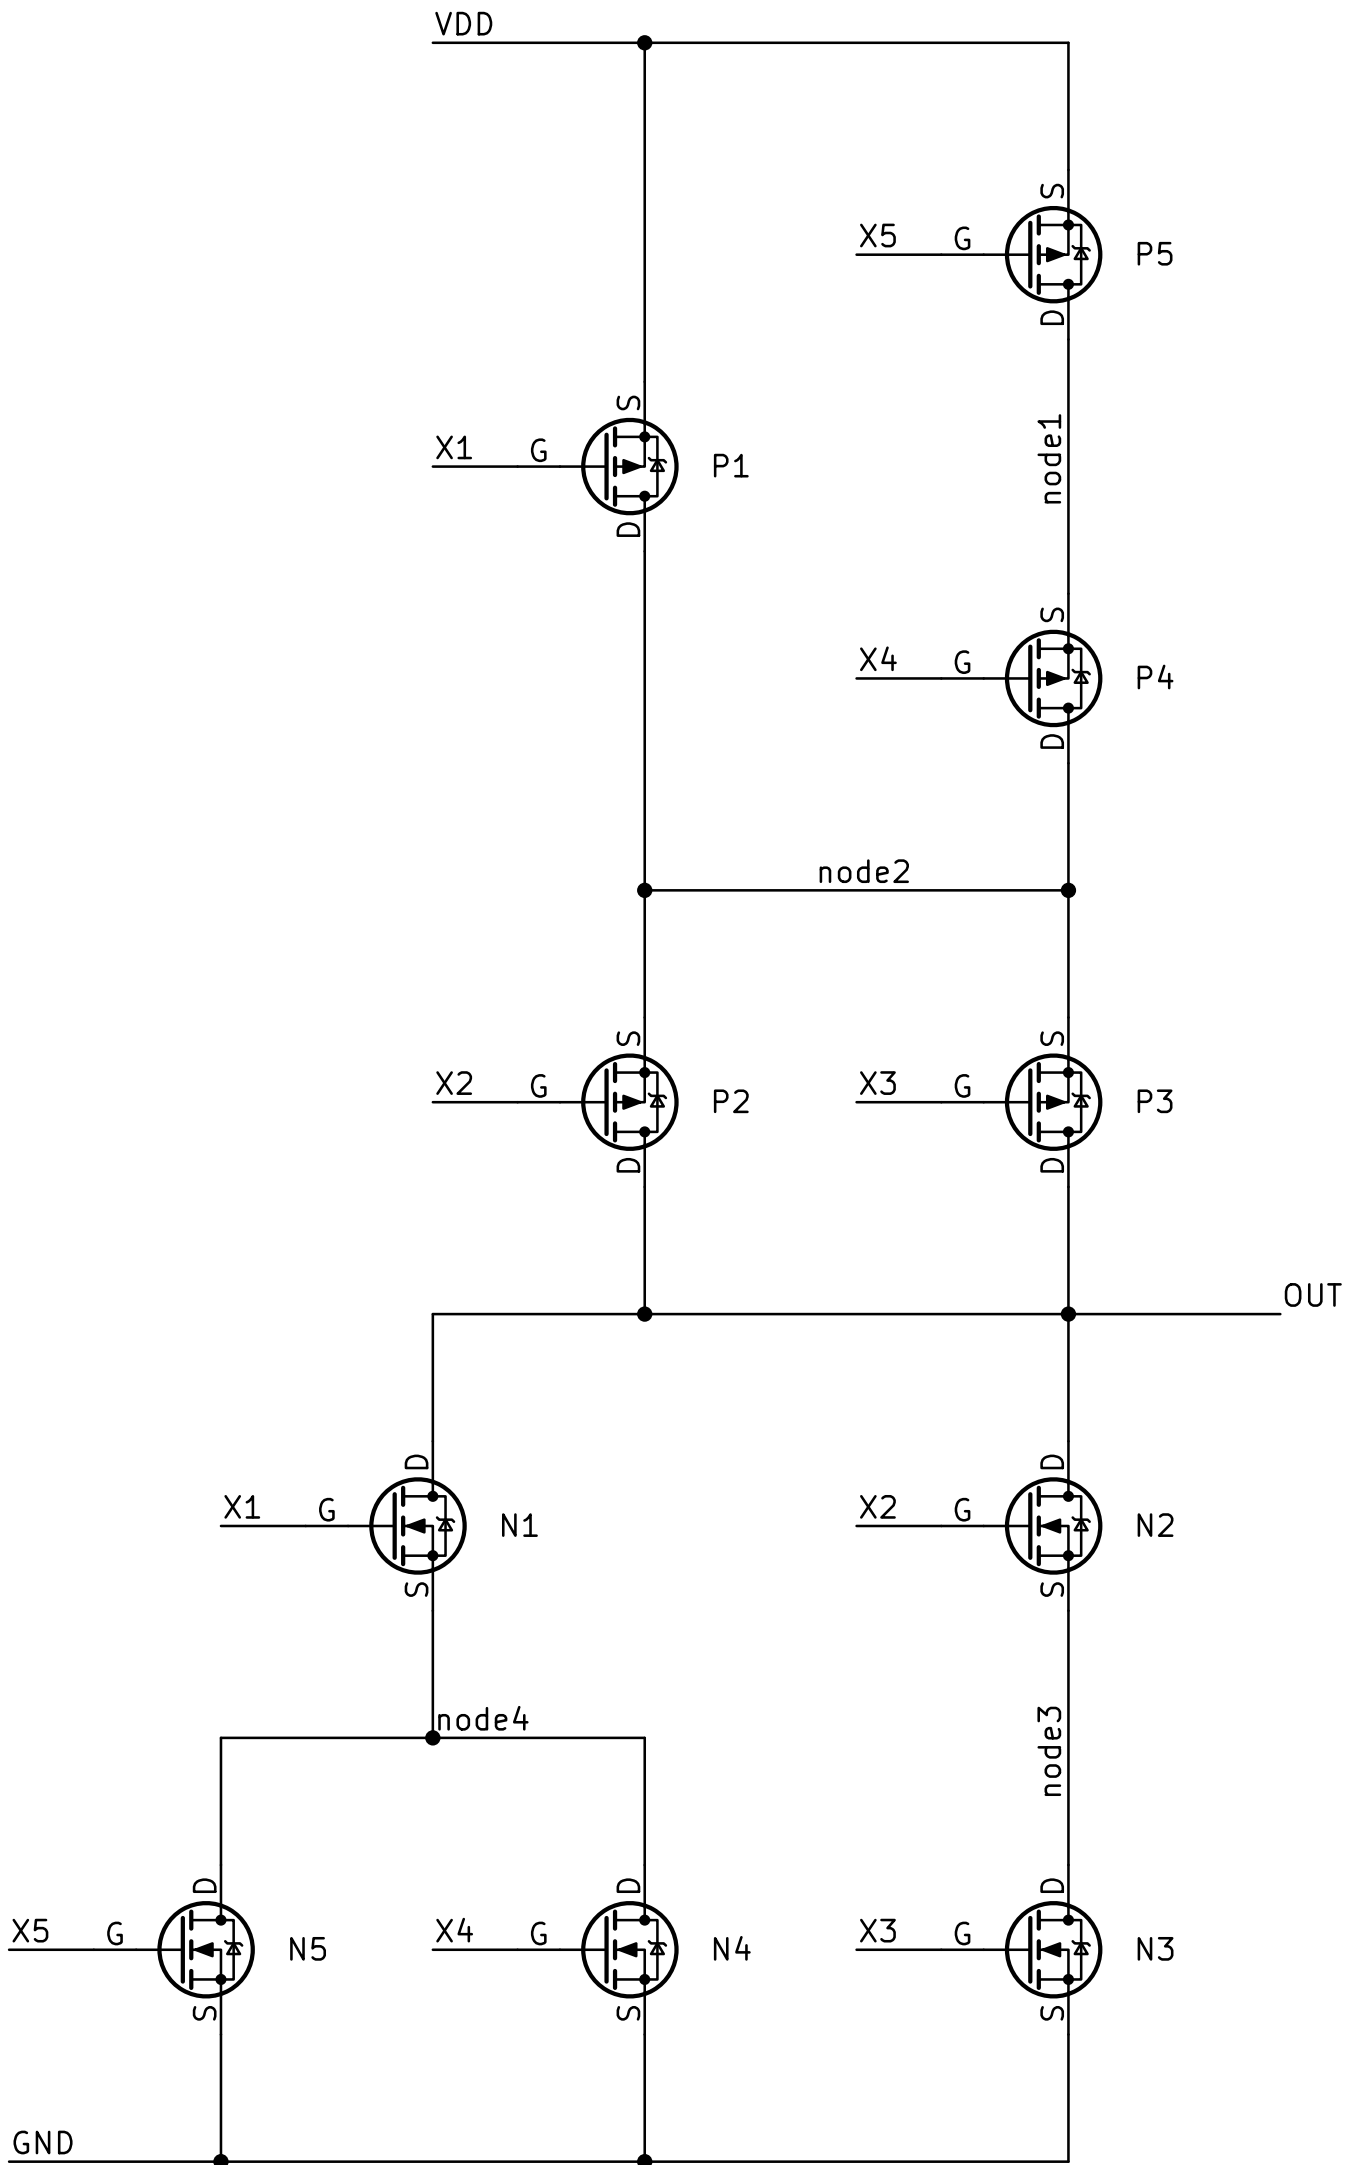 VDD
S
X5 G P5
D
S
X1 G P1
D
node1
S
X4 G P4
D
node2
S S
X2 G P2 X3 G P3
D D
OUT
D D
X1 G N1 X2 G N2
S S
node4
node3
D D D
X5 G N5 X4 G N4 X3 G N3
S S S
GND